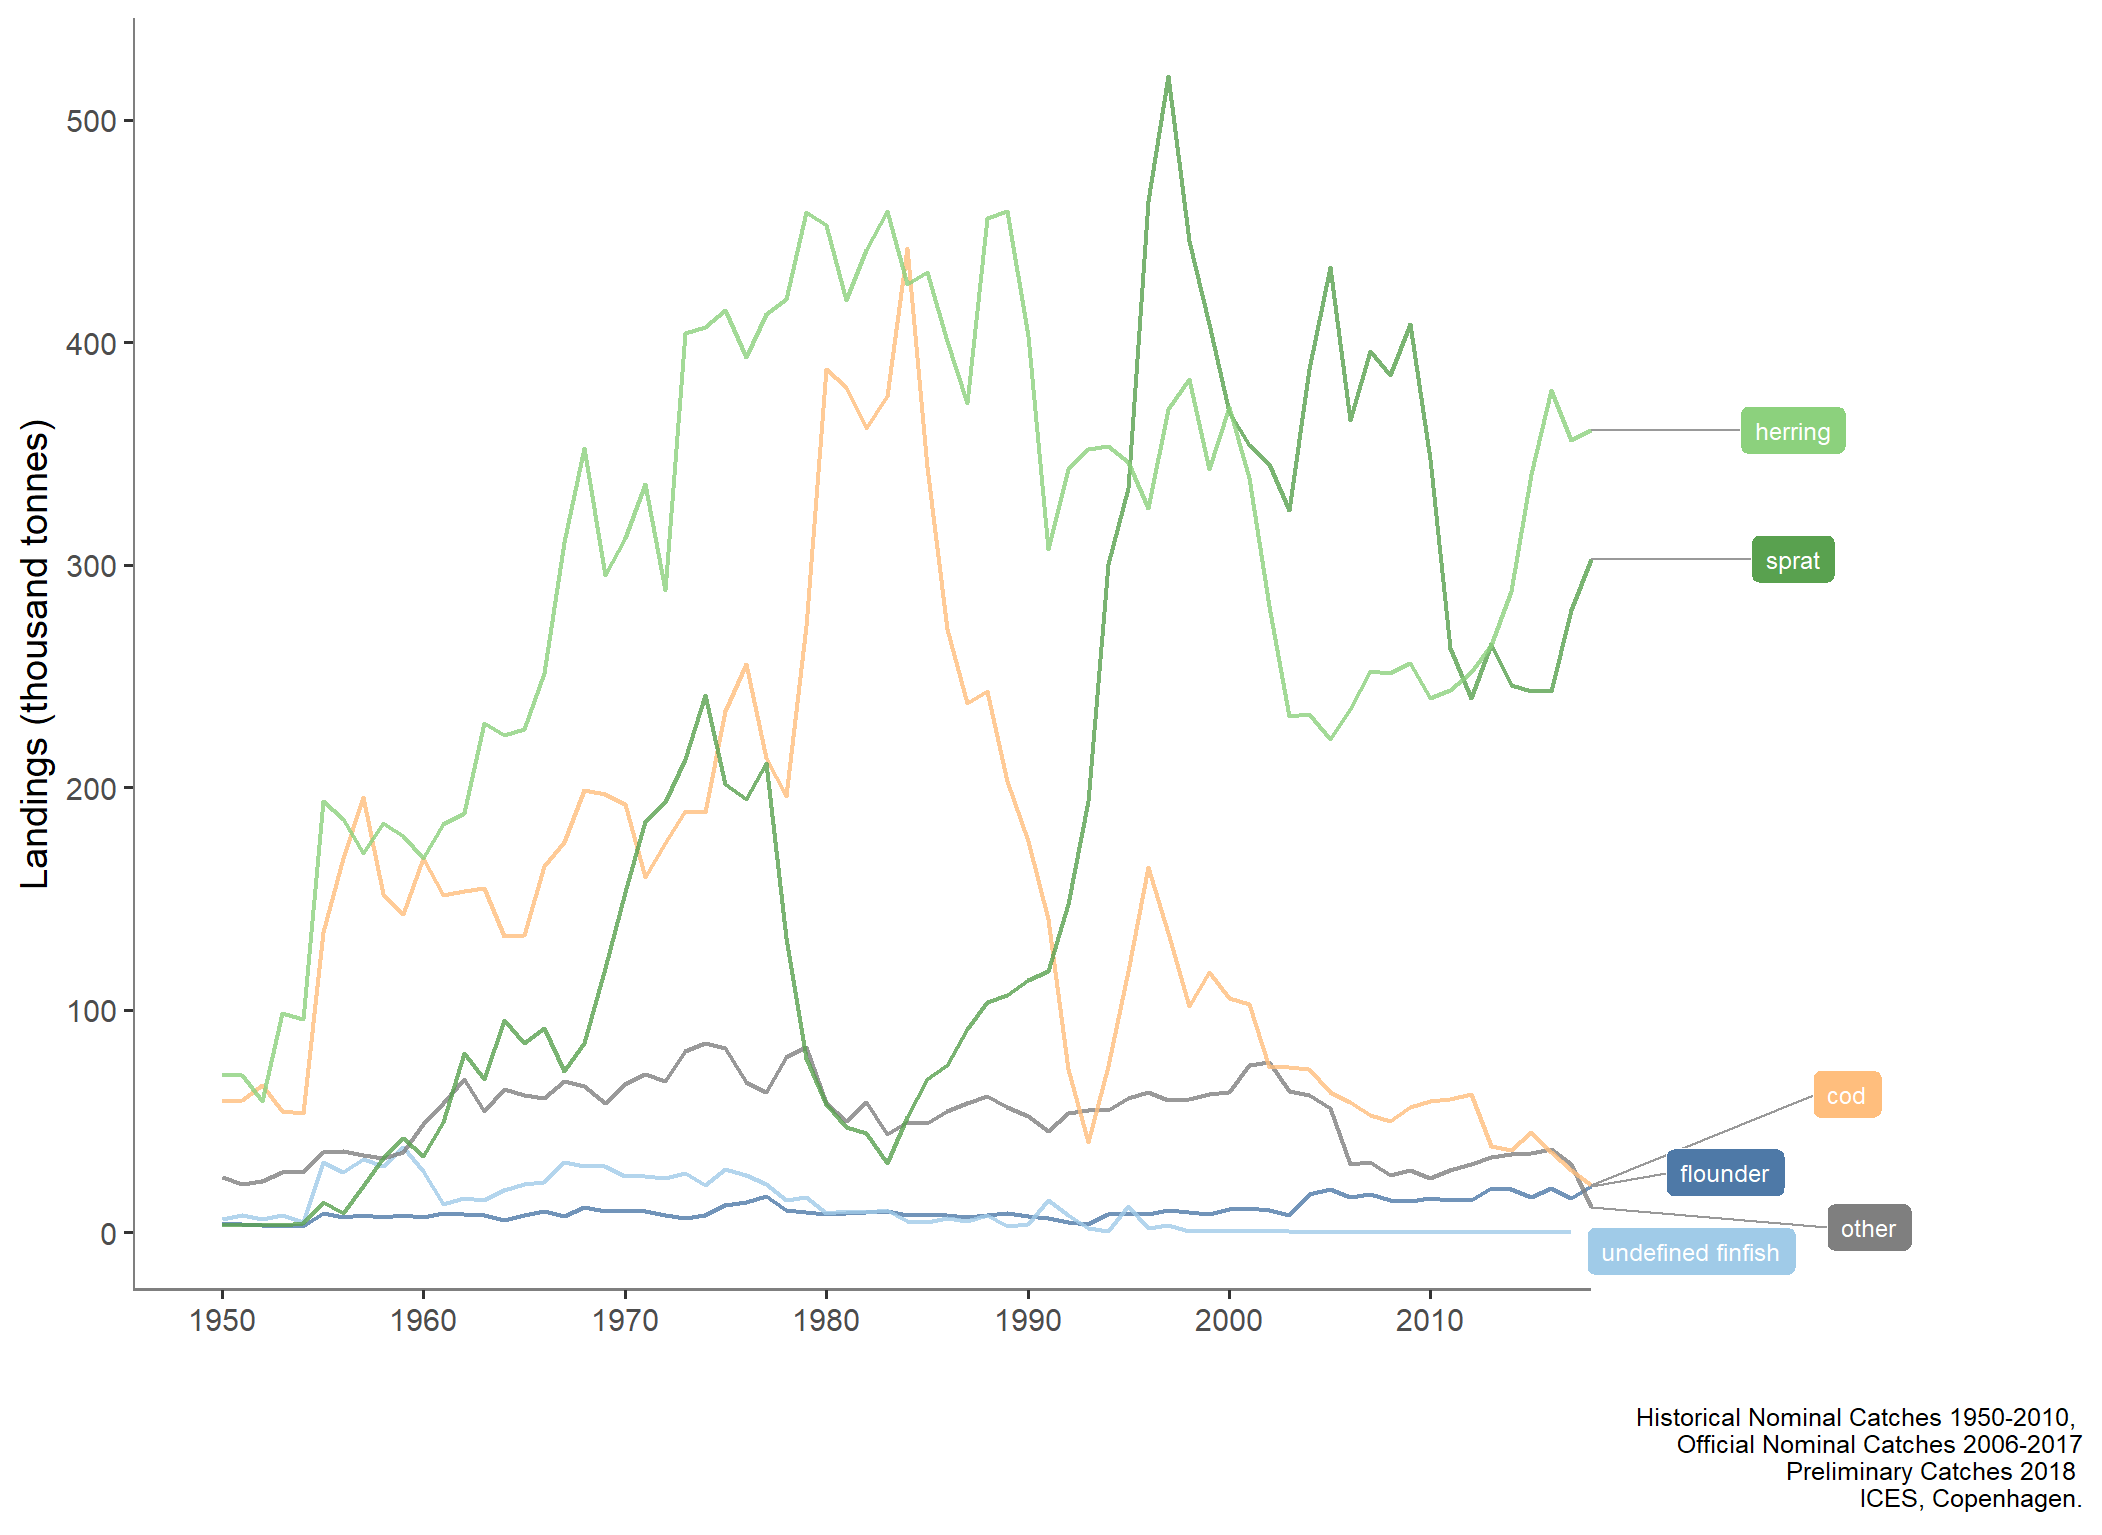 Landings (thousand tonnes)
500
400
300
200
100
0
1950 1960 1970 1980 1990 2000 2010
herring
sprat
cod
flounder
other
undefined finfish
Historical Nominal Catches 1950-2010,
Official Nominal Catches 2006-2017
Preliminary Catches 2018
ICES, Copenhagen.